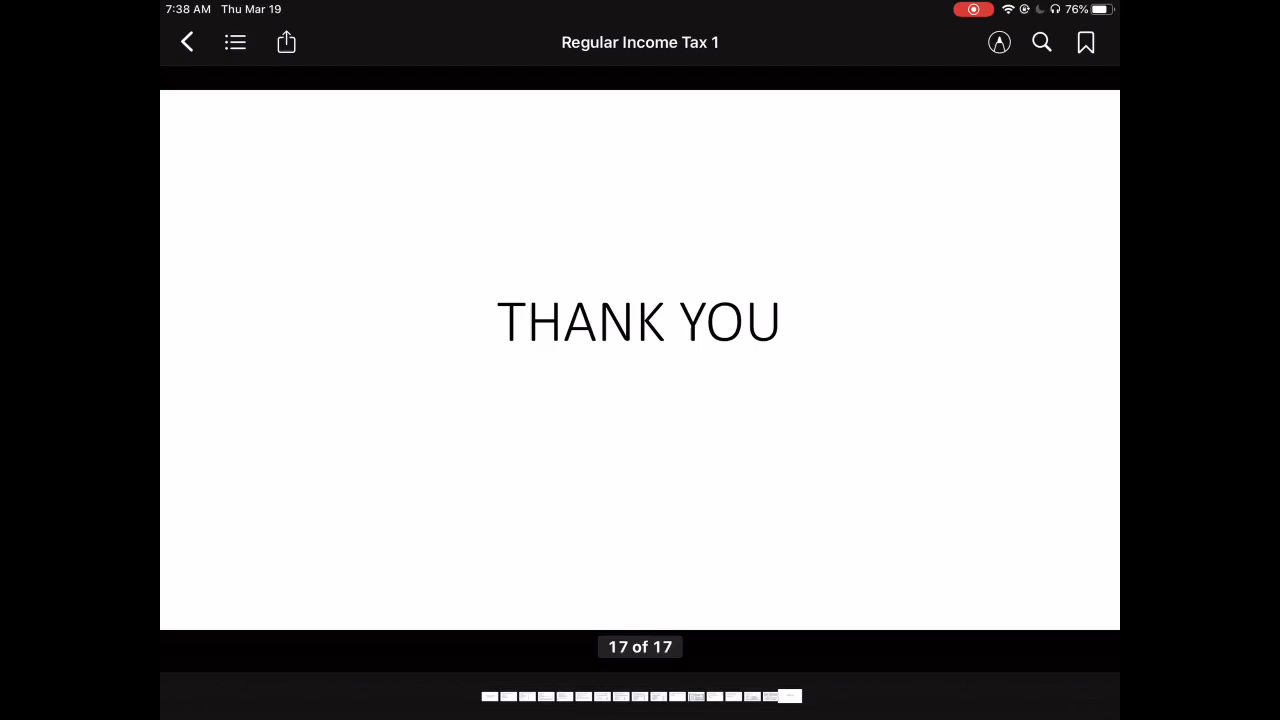 7:38 AM Thu Mar 19
76%
Regular Income Tax 1
THANK YOU
17 of 17